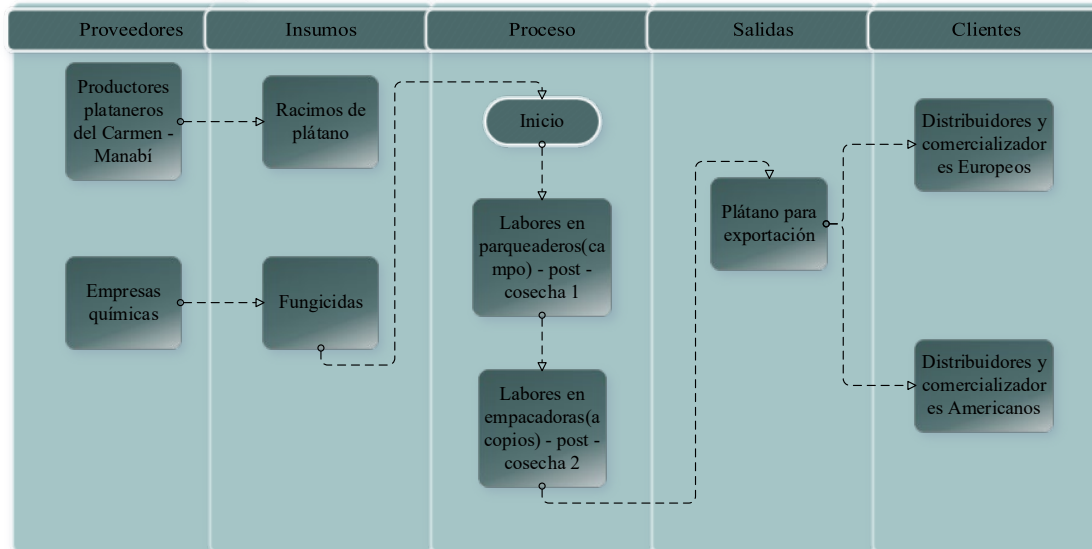 Proveedores
Insumos
Proceso
Salidas
Clientes
Productores
plataneros
del Carmen -
Manabí
Empresas
químicas
Racimos de
plátano
Fungicidas
Inicio
Labores en
parqueaderos(ca
mpo) - post -
cosecha 1
Labores en
empacadoras(a
copios) - post -
cosecha 2
Plátano para
exportación
Distribuidores y
comercializador
es Europeos
Distribuidores y
comercializador
es Americanos